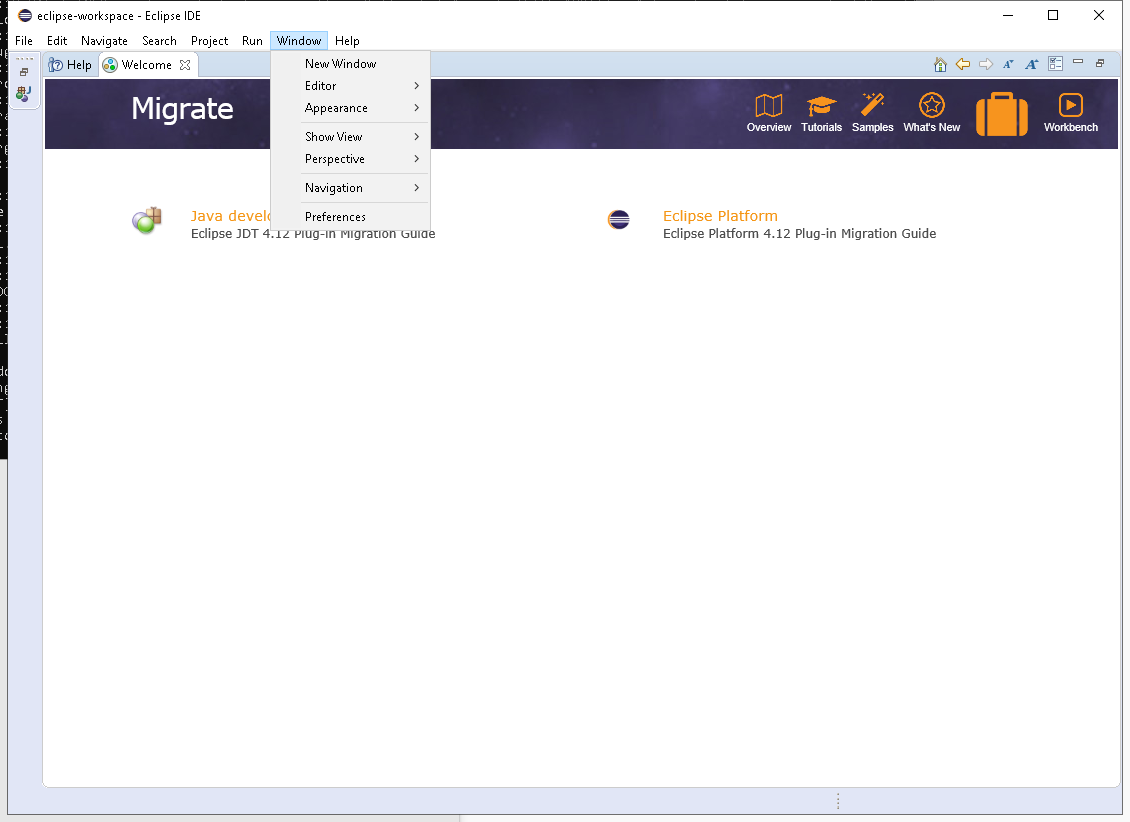 eclipse-workspace - Eclipse IDE
File Edit Navigate Search Project Run Window Help
Help Welcome
New Window
Editor
Appearance
Show View
Perspective
Navigation
Preferences
Migrate
Overview Tutorials Samples What's New Workbench
Java develo
Eclipse JDT 4.12 Plug-in Migration Guide
Eclipse Platform
Eclipse Platform 4.12 Plug-in Migration Guide